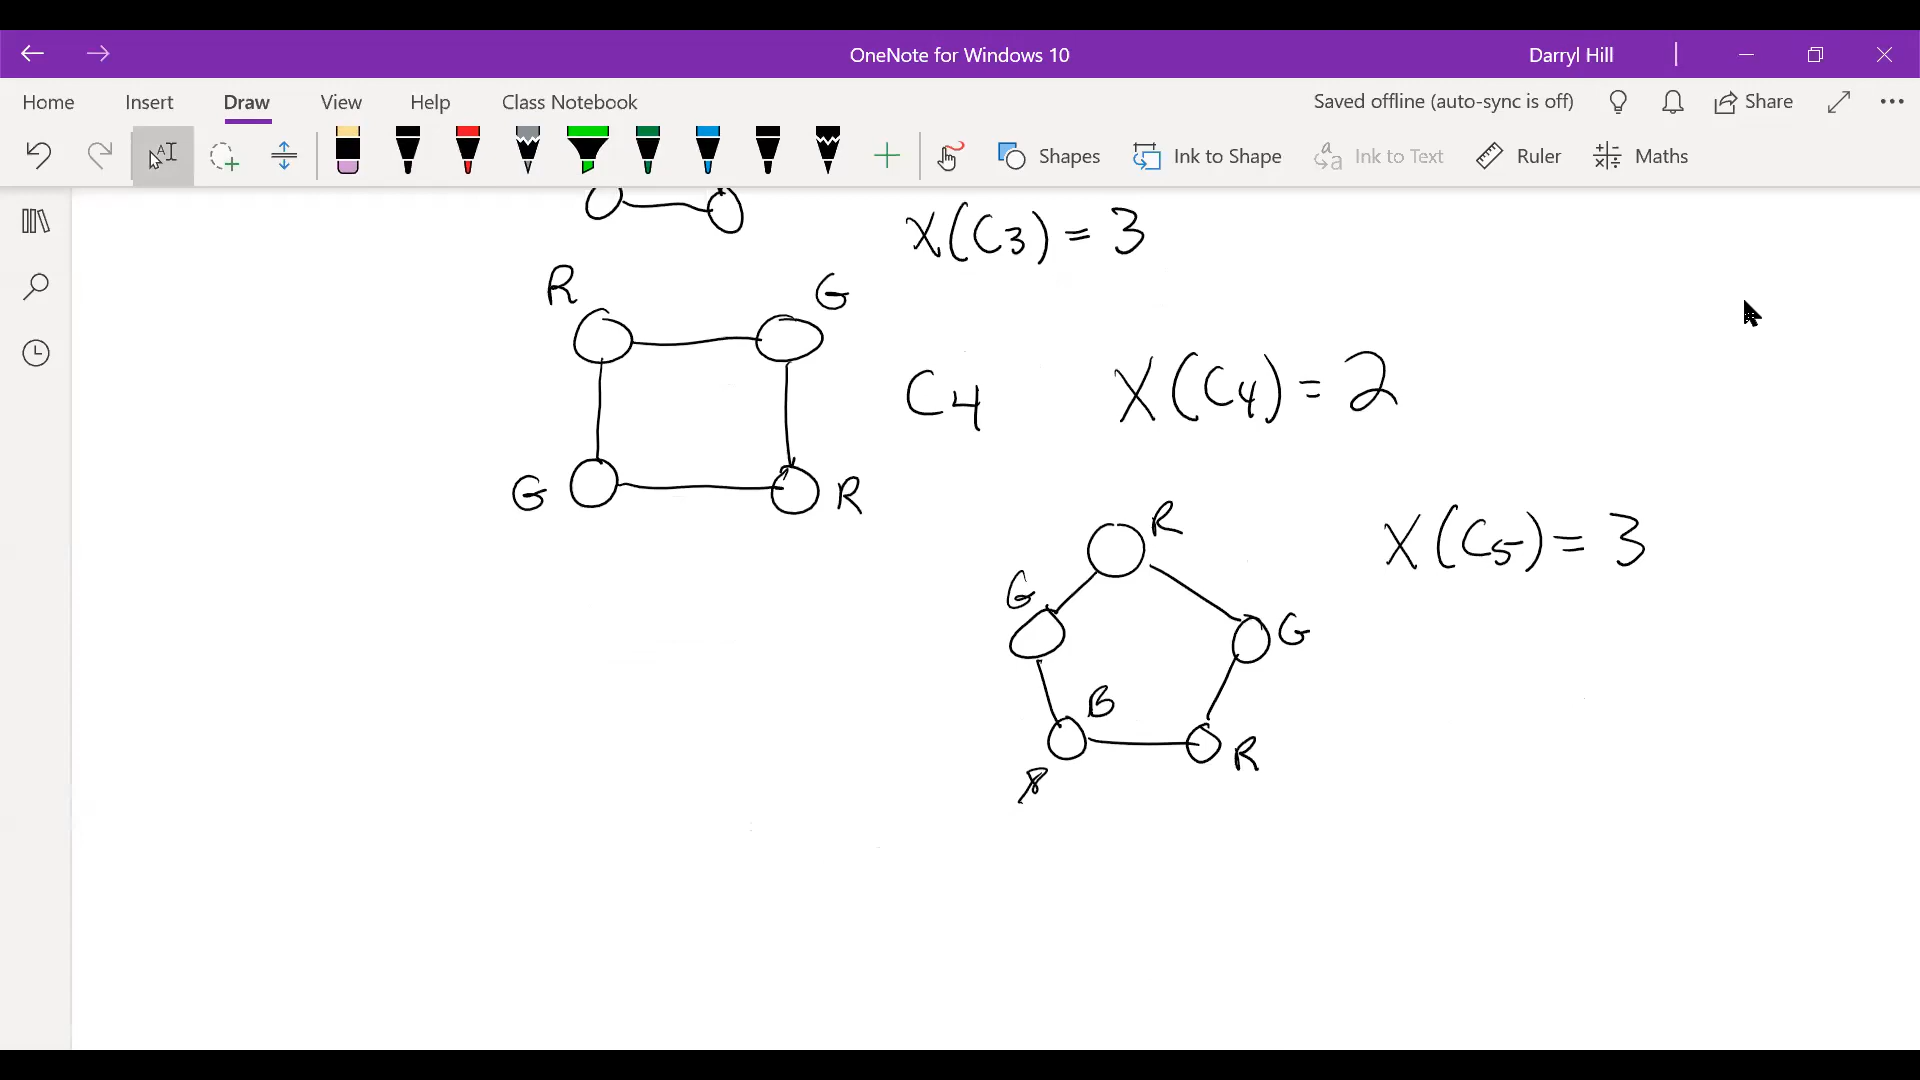 OneNote for Windows 10
Darryl Hill
Home Insert Draw View Help Class Notebook
Saved offline (auto-sync is off) Share
Shapes Ink to Shape Ink to Text Ruler Maths
X(C3) = 3
R G
C4 X(C4) = 2
G R
R X(C5) = 3
G
G
B
R